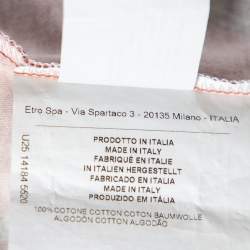 Etro Spa - Via Spartaco 3 - 20135 Milano - ITALIA
PRODOTTO IN ITALIA
MADE IN ITALY
FABRIQUÉ EN ITALIE
IN ITALIEN HERGESTELLT
FABRICADO EN ITALIA
MADE IN ITALY
PRODUZIDO EM ITÁLIA
100% COTONE COTTON COTON BAUMWOLLE
ALGODÓN COTTON ALGODÃO
U25 14184 5500